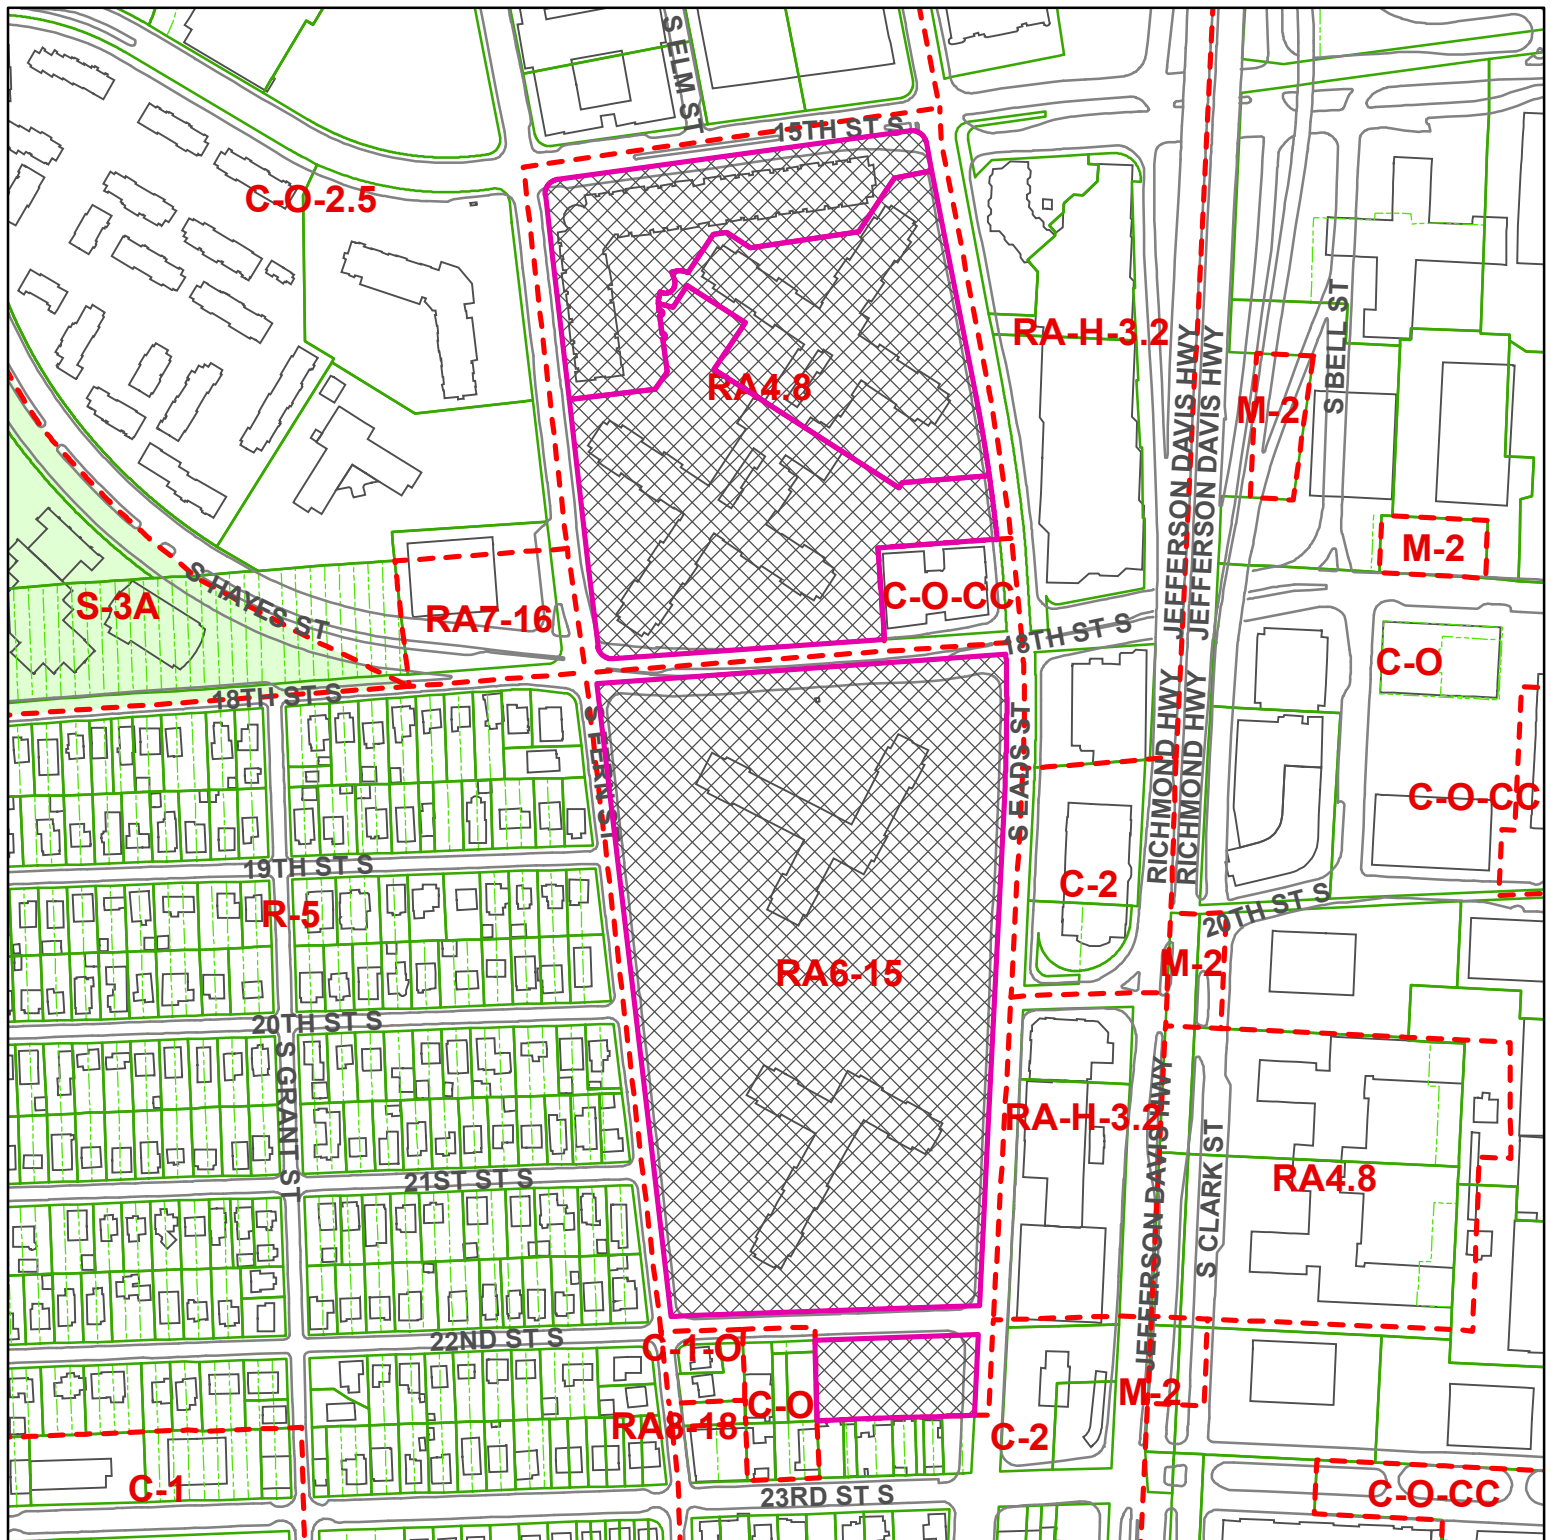 S ELM ST
15TH ST S
C-O-2.5
RA-H-3.2
RA4.8
S BELL ST
M-2
JEFFERSON DAVIS HWY
JEFFERSON DAVIS HWY
M-2
S HAYES ST
S-3A
RA7-16
C-O-CC
18TH ST S
C-O
18TH ST S
S FERN ST
S EADS ST
RICHMOND HWY
RICHMOND HWY
C-O-CC
19TH ST S
C-2
R-5
20TH ST S
M-2
RA6-15
20TH ST S
S GRANT ST
RA-H-3.2
JEFFERSON DAVIS HWY
S CLARK ST
RA4.8
21ST ST S
22ND ST S
C-1-O
M-2
C-O
RA8-18
C-2
C-1
23RD ST S
C-O-CC